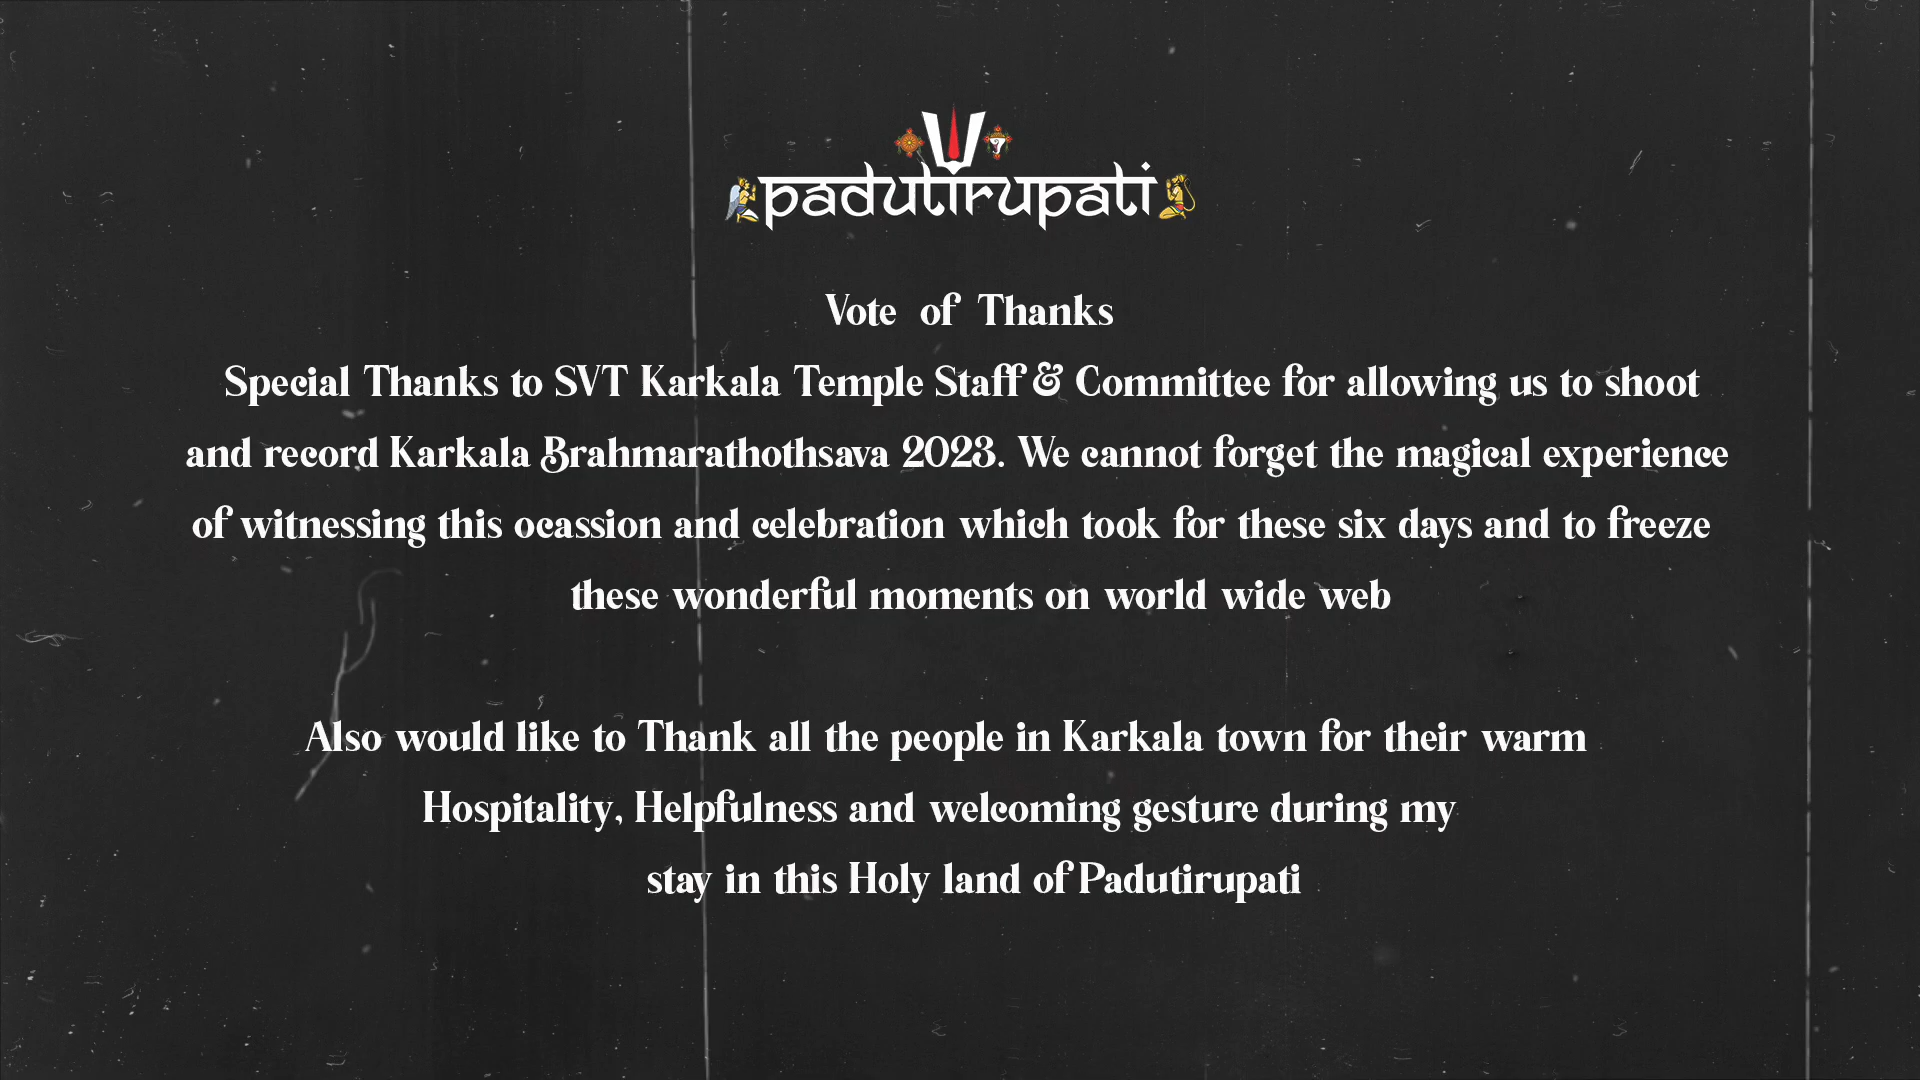 padutirupati
Vote of Thanks
Special Thanks to SVT Karkala Temple Staff & Committee for allowing us to shoot
and record Karkala Brahmarathothsava 2023. We cannot forget the magical experience
of witnessing this ocassion and celebration which took for these six days and to freeze
these wonderful moments on world wide web
Also would like to Thank all the people in Karkala town for their warm
Hospitality, Helpfulness and welcoming gesture during my
stay in this Holy land of Padutirupati